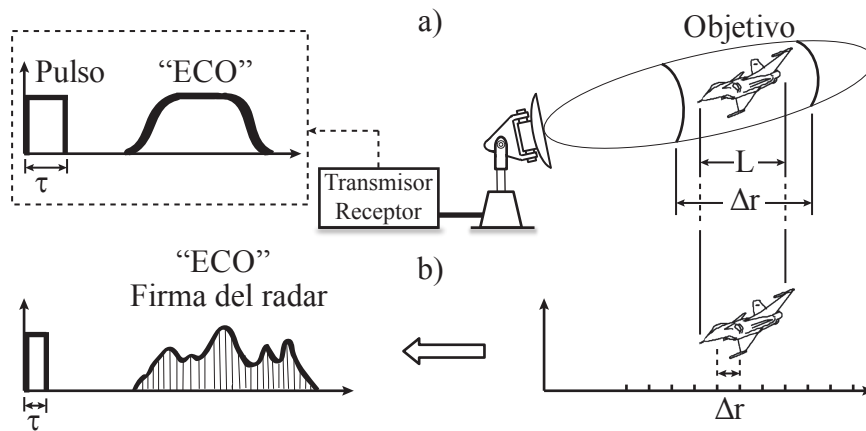 a)
Objetivo
Pulso
“ECO”
τ
Transmisor
Receptor
L
Δr
b)
“ECO”
Firma del radar
τ
Δr